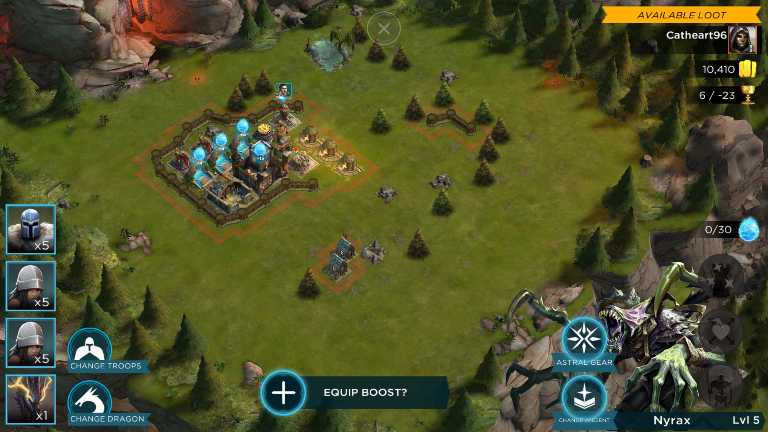 AVAILABLE LOOT
Catheart96
10,410
6 / -23
0/30
x5
x5
x5
x1
CHANGE TROOPS
CHANGE DRAGON
EQUIP BOOST?
ASTRAL GEAR
CHANGE ANCIENT
Nyrax Lvl 5